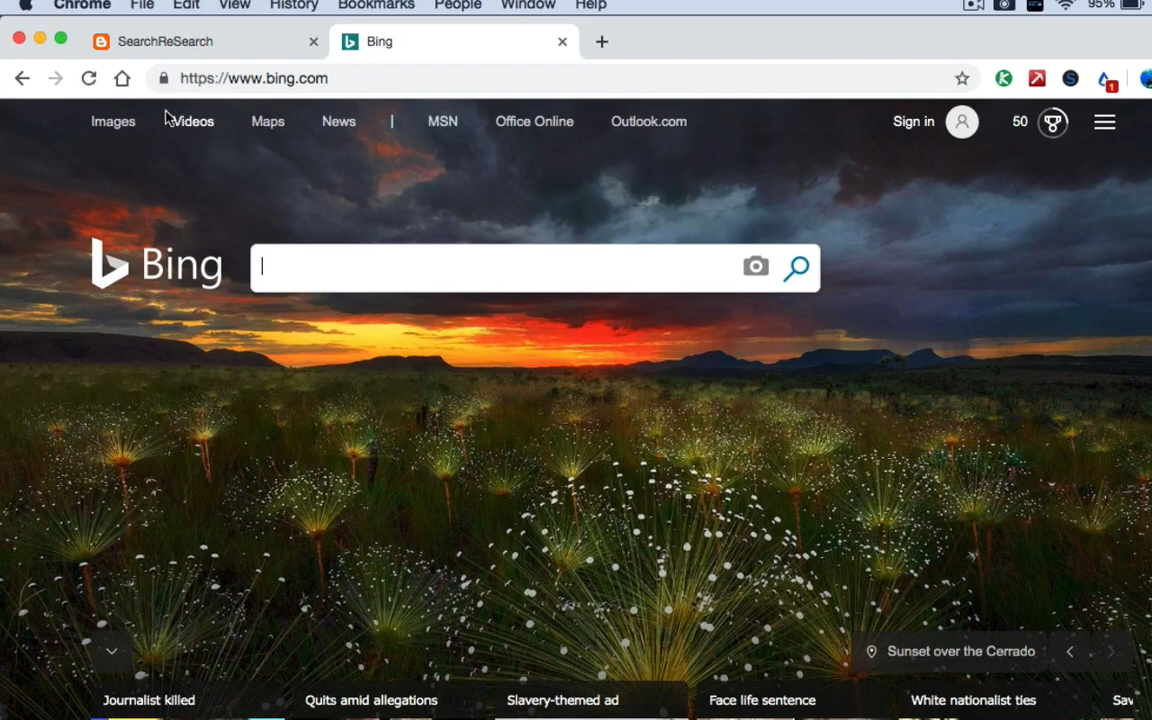 Chrome File Edit View History Bookmarks People Window Help 95%
SearchReSearch Bing
https://www.bing.com 1
Images Videos Maps News | MSN Office Online Outlook.com Sign in 50
Bing
Sunset over the Cerrado
Journalist killed Quits amid allegations Slavery-themed ad Face life sentence White nationalist ties Sav